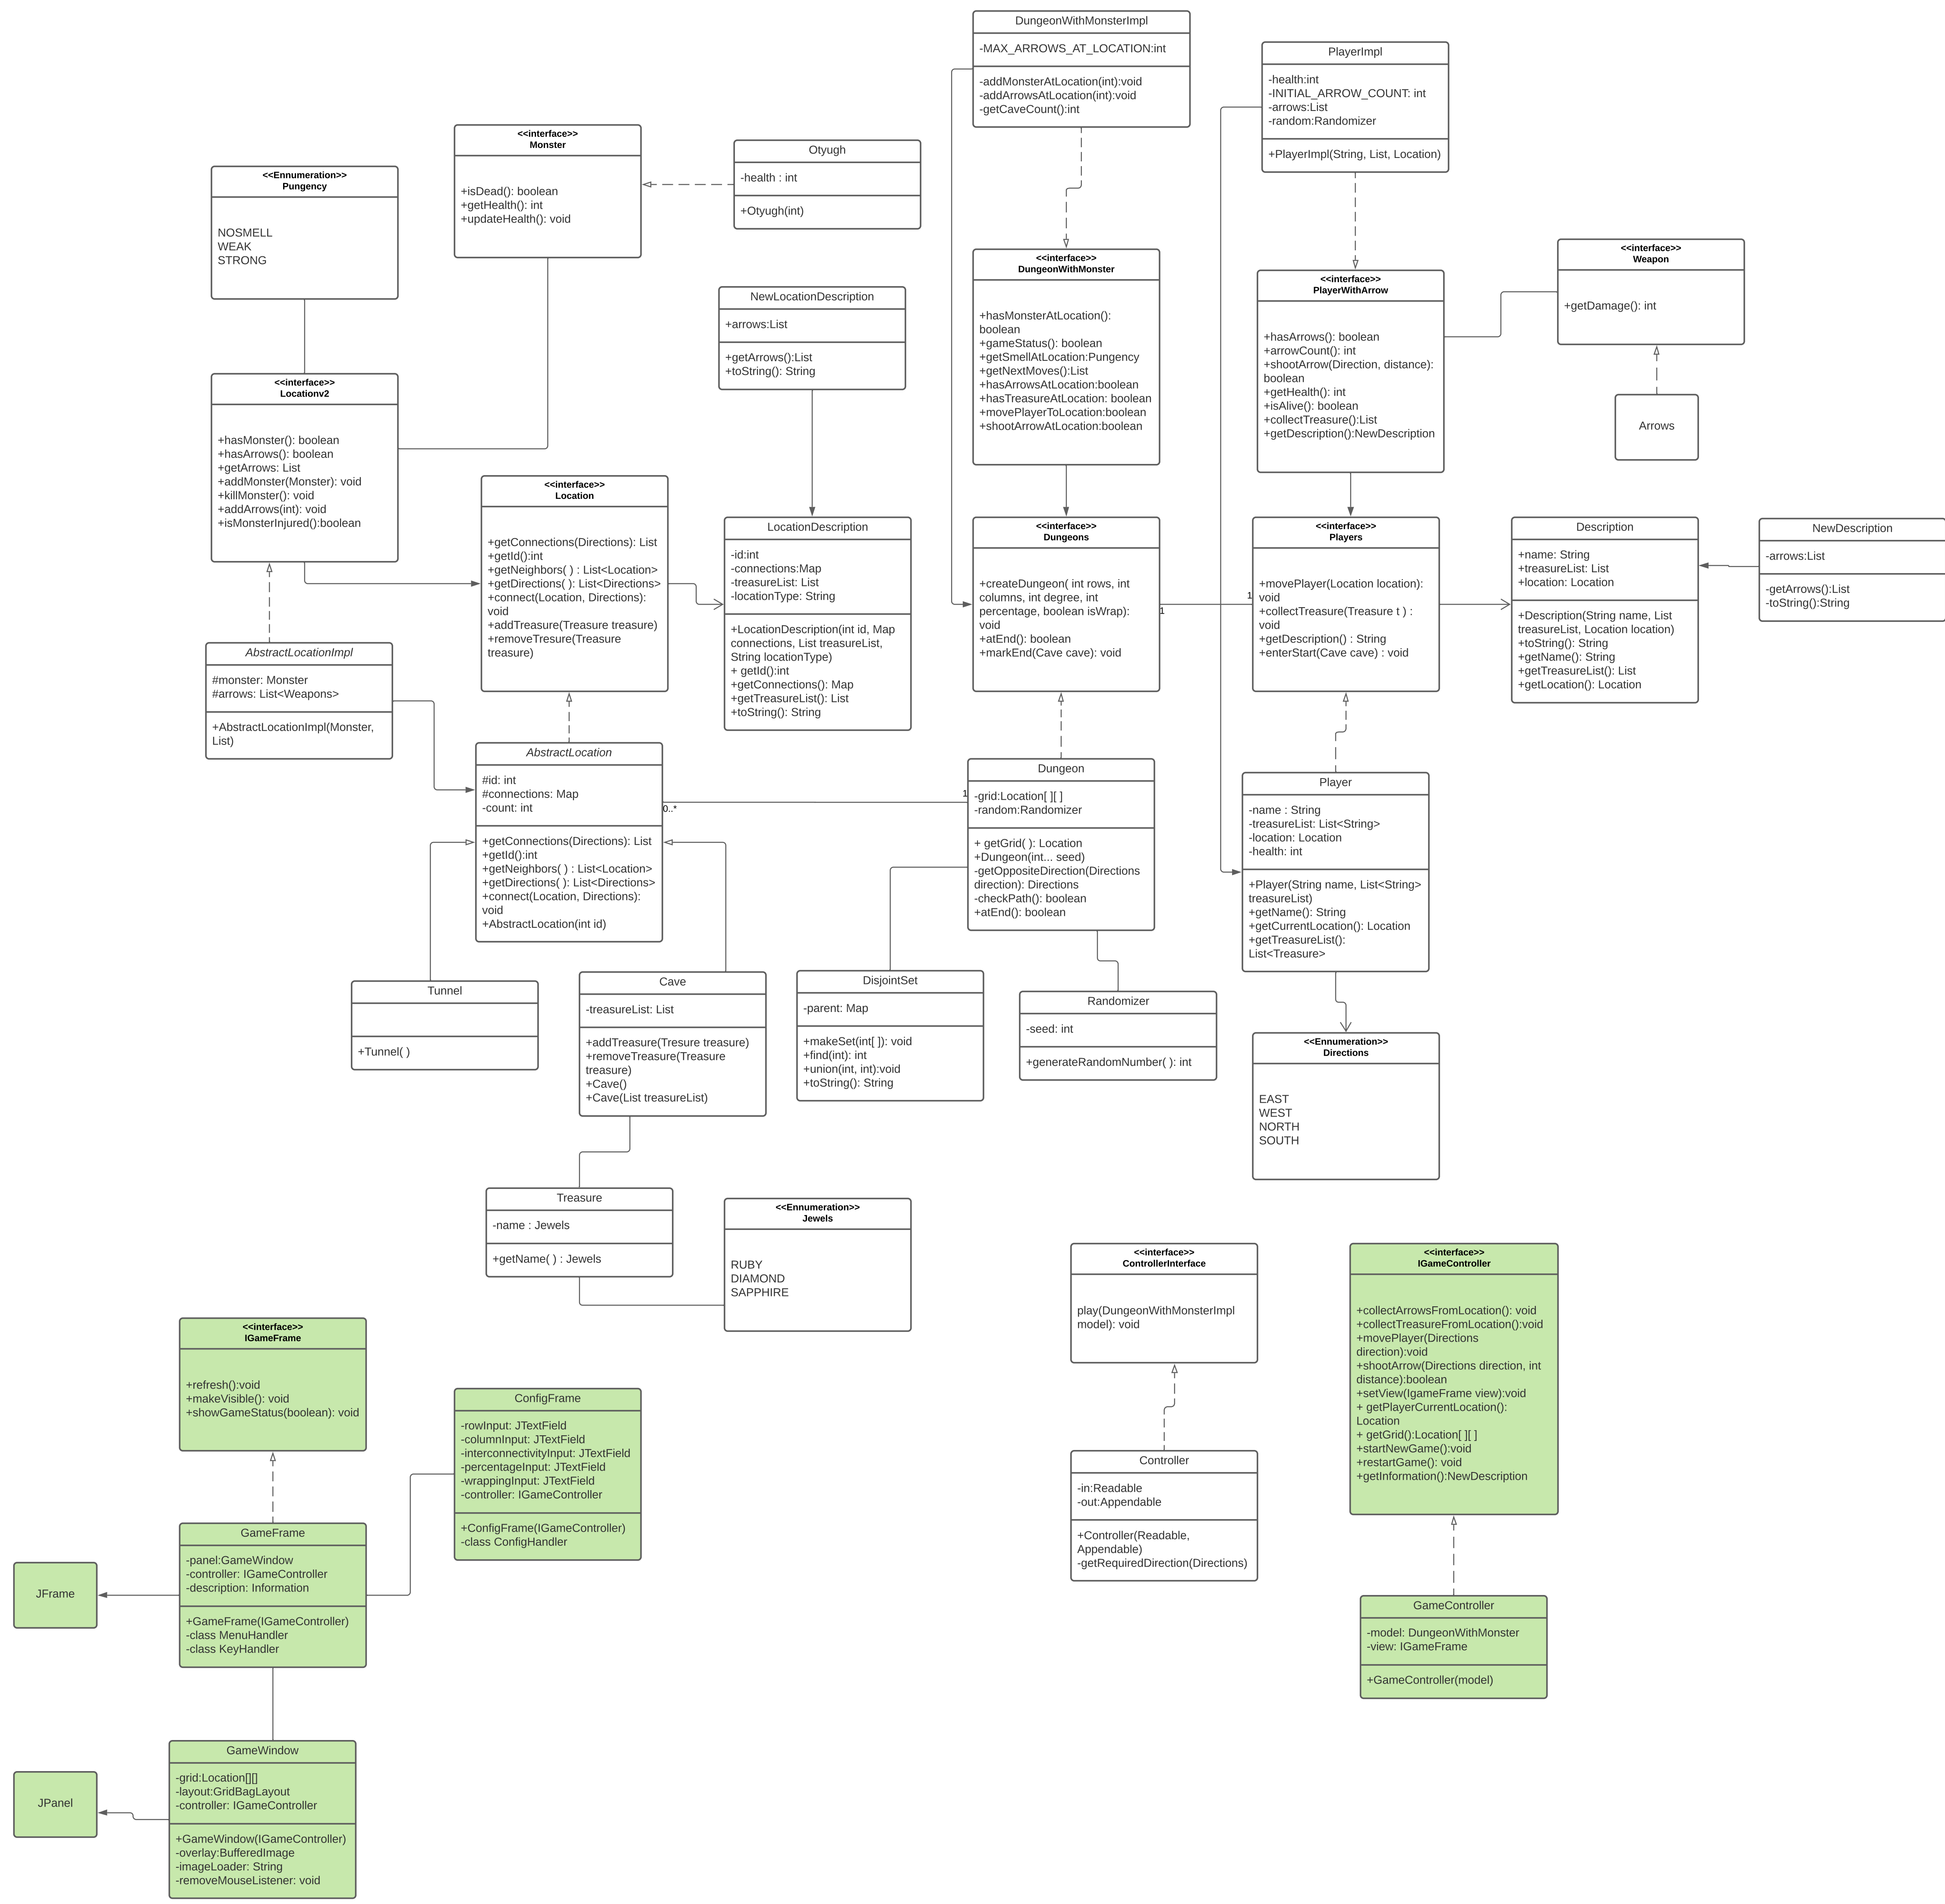 DungeonWithMonsterImpl
-MAX_ARROWS_AT_LOCATION:int
-addMonsterAtLocation(int):void
-addArrowsAtLocation(int):void
-getCaveCount():int
PlayerImpl
-health:int
-INITIAL_ARROW_COUNT: int
-arrows:List
-random:Randomizer
+PlayerImpl(String, List, Location)
<<interface>>
Monster
+isDead(): boolean
+getHealth(): int
+updateHealth(): void
Otyugh
-health : int
+Otyugh(int)
<<Ennumeration>>
Pungency
NOSMELL
WEAK
STRONG
<<interface>>
DungeonWithMonster
+hasMonsterAtLocation():
boolean
+gameStatus(): boolean
+getSmellAtLocation:Pungency
+getNextMoves():List
+hasArrowsAtLocation:boolean
+hasTreasureAtLocation: boolean
+movePlayerToLocation:boolean
+shootArrowAtLocation:boolean
<<interface>>
PlayerWithArrow
+hasArrows(): boolean
+arrowCount(): int
+shootArrow(Direction, distance):
boolean
+getHealth(): int
+isAlive(): boolean
+collectTreasure():List
+getDescription():NewDescription
<<interface>>
Weapon
+getDamage(): int
Arrows
NewLocationDescription
+arrows:List
+getArrows():List
+toString(): String
<<interface>>
Locationv2
+hasMonster(): boolean
+hasArrows(): boolean
+getArrows: List
+addMonster(Monster): void
+killMonster(): void
+addArrows(int): void
+isMonsterInjured():boolean
<<interface>>
Location
+getConnections(Directions): List
+getId():int
+getNeighbors( ) : List<Location>
+getDirections( ): List<Directions>
+connect(Location, Directions):
void
+addTreasure(Treasure treasure)
+removeTresure(Treasure
treasure)
LocationDescription
-id:int
-connections:Map
-treasureList: List
-locationType: String
+LocationDescription(int id, Map
connections, List treasureList,
String locationType)
+ getId():int
+getConnections(): Map
+getTreasureList(): List
+toString(): String
<<interface>>
Dungeons
+createDungeon( int rows, int
columns, int degree, int
percentage, boolean isWrap):
void
+atEnd(): boolean
+markEnd(Cave cave): void
1
1
<<interface>>
Players
+movePlayer(Location location):
void
+collectTreasure(Treasure t ) :
void
+getDescription() : String
+enterStart(Cave cave) : void
Description
+name: String
+treasureList: List
+location: Location
+Description(String name, List
treasureList, Location location)
+toString(): String
+getName(): String
+getTreasureList(): List
+getLocation(): Location
NewDescription
-arrows:List
-getArrows():List
-toString():String
AbstractLocationImpl
#monster: Monster
#arrows: List<Weapons>
+AbstractLocationImpl(Monster,
List)
AbstractLocation
#id: int
#connections: Map
-count: int
+getConnections(Directions): List
+getId():int
+getNeighbors( ) : List<Location>
+getDirections( ): List<Directions>
+connect(Location, Directions):
void
+AbstractLocation(int id)
0..*
1
Dungeon
-grid:Location[ ][ ]
-random:Randomizer
+ getGrid( ): Location
+Dungeon(int... seed)
-getOppositeDirection(Directions
direction): Directions
-checkPath(): boolean
+atEnd(): boolean
Player
-name : String
-treasureList: List<String>
-location: Location
-health: int
+Player(String name, List<String>
treasureList)
+getName(): String
+getCurrentLocation(): Location
+getTreasureList():
List<Treasure>
Tunnel
+Tunnel( )
Cave
-treasureList: List
+addTreasure(Tresure treasure)
+removeTreasure(Treasure
treasure)
+Cave()
+Cave(List treasureList)
DisjointSet
-parent: Map
+makeSet(int[ ]): void
+find(int): int
+union(int, int):void
+toString(): String
Randomizer
-seed: int
+generateRandomNumber( ): int
<<Ennumeration>>
Directions
EAST
WEST
NORTH
SOUTH
Treasure
-name : Jewels
+getName( ) : Jewels
<<Ennumeration>>
Jewels
RUBY
DIAMOND
SAPPHIRE
<<interface>>
ControllerInterface
play(DungeonWithMonsterImpl
model): void
<<interface>>
IGameController
+collectArrowsFromLocation(): void
+collectTreasureFromLocation():void
+movePlayer(Directions
direction):void
+shootArrow(Directions direction, int
distance):boolean
+setView(IgameFrame view):void
+ getPlayerCurrentLocation():
Location
+ getGrid():Location[ ][ ]
+startNewGame():void
+restartGame(): void
+getInformation():NewDescription
<<interface>>
IGameFrame
+refresh():void
+makeVisible(): void
+showGameStatus(boolean): void
ConfigFrame
-rowInput: JTextField
-columnInput: JTextField
-interconnectivityInput: JTextField
-percentageInput: JTextField
-wrappingInput: JTextField
-controller: IGameController
+ConfigFrame(IGameController)
-class ConfigHandler
Controller
-in:Readable
-out:Appendable
+Controller(Readable,
Appendable)
-getRequiredDirection(Directions)
GameFrame
-panel:GameWindow
-controller: IGameController
-description: Information
+GameFrame(IGameController)
-class MenuHandler
-class KeyHandler
JFrame
GameController
-model: DungeonWithMonster
-view: IGameFrame
+GameController(model)
GameWindow
-grid:Location[][]
-layout:GridBagLayout
-controller: IGameController
+GameWindow(IGameController)
-overlay:BufferedImage
-imageLoader: String
-removeMouseListener: void
JPanel